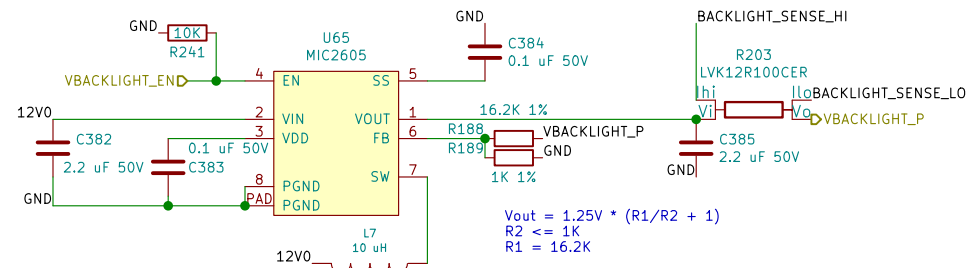 GND
10K
R241
VBACKLIGHT_EN
12V0
C382
2.2 uF 50V
GND
0.1 uF 50V
C383
U65
MIC2605
4 EN
2 VIN
3 VDD
8 PGND
PAD PGND
SS 5
VOUT 1
FB 6
SW 7
GND
C384
0.1 uF 50V
16.2K 1%
R188 VBACKLIGHT_P
R189 GND
1K 1%
L7
10 uH
12V0
BACKLIGHT_SENSE_HI
R203
LVK12R100CER
Ihi Ilo BACKLIGHT_SENSE_LO
Vi Vo VBACKLIGHT_P
C385
2.2 uF 50V
GND
Vout = 1.25V * (R1/R2 + 1)
R2 <= 1K
R1 = 16.2K